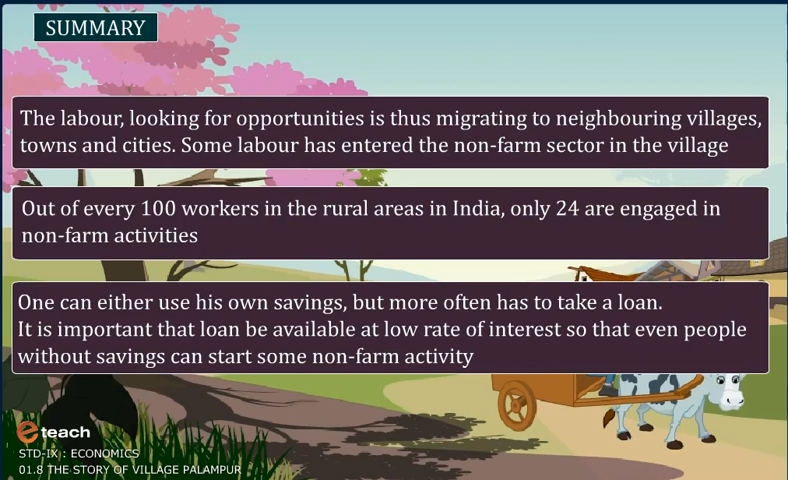 SUMMARY
The labour, looking for opportunities is thus migrating to neighbouring villages,
towns and cities. Some labour has entered the non-farm sector in the village
Out of every 100 workers in the rural areas in India, only 24 are engaged in
non-farm activities
One can either use his own savings, but more often has to take a loan.
It is important that loan be available at low rate of interest so that even people
without savings can start some non-farm activity
eteach
STD-IX : ECONOMICS
01.8 THE STORY OF VILLAGE PALAMPUR